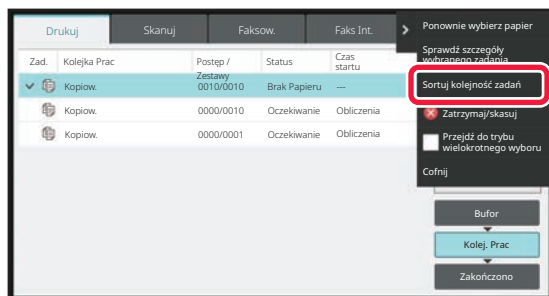 Drukuj
Skanuj
Faksow.
Faks Int.
Zad.
Kolejka Prac
Postęp /
Zestawy
Status
Czas
startu
Kopiow.
0010/0010
Brak Papieru
---
Kopiow.
0000/0010
Oczekiwanie
Obliczenia
Kopiow.
0000/0001
Oczekiwanie
Obliczenia
Ponownie wybierz papier
Sprawdź szczegóły
wybranego zadania
Sortuj kolejność zadań
Zatrzymaj/skasuj
Przejdź do trybu
wielokrotnego wyboru
Cofnij
Bufor
Kolej. Prac
Zakończono